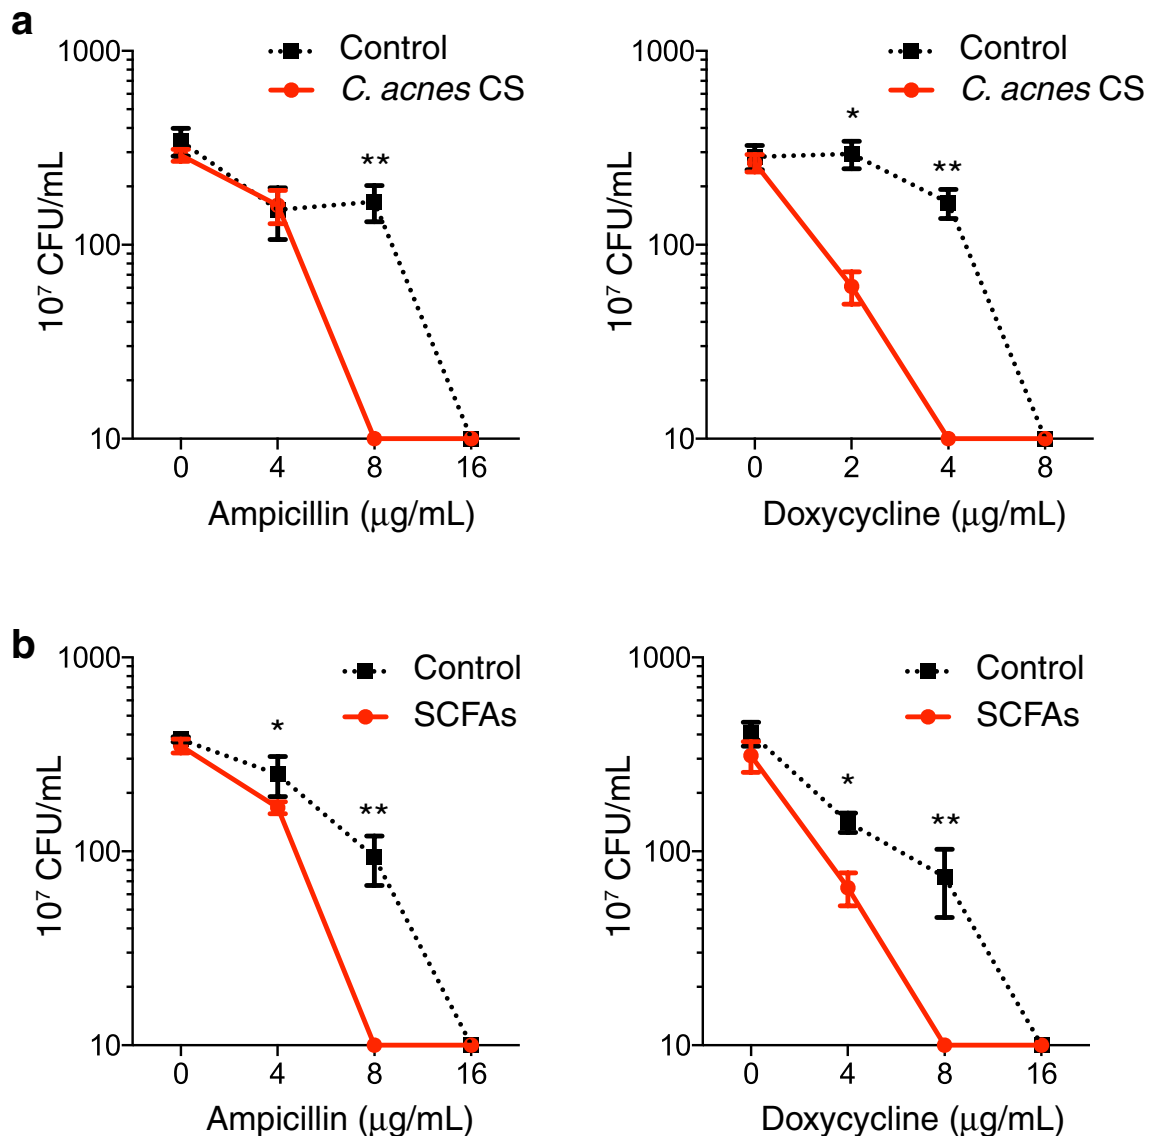 a
Control
C. acnes CS
1000
100
10
10⁷ CFU/mL
**
0 4 8 16
Ampicillin (μg/mL)
Control
C. acnes CS
1000
100
10
10⁷ CFU/mL
*
**
0 2 4 8
Doxycycline (μg/mL)
b
Control
SCFAs
1000
100
10
10⁷ CFU/mL
*
**
0 4 8 16
Ampicillin (μg/mL)
Control
SCFAs
1000
100
10
10⁷ CFU/mL
*
**
0 4 8 16
Doxycycline (μg/mL)